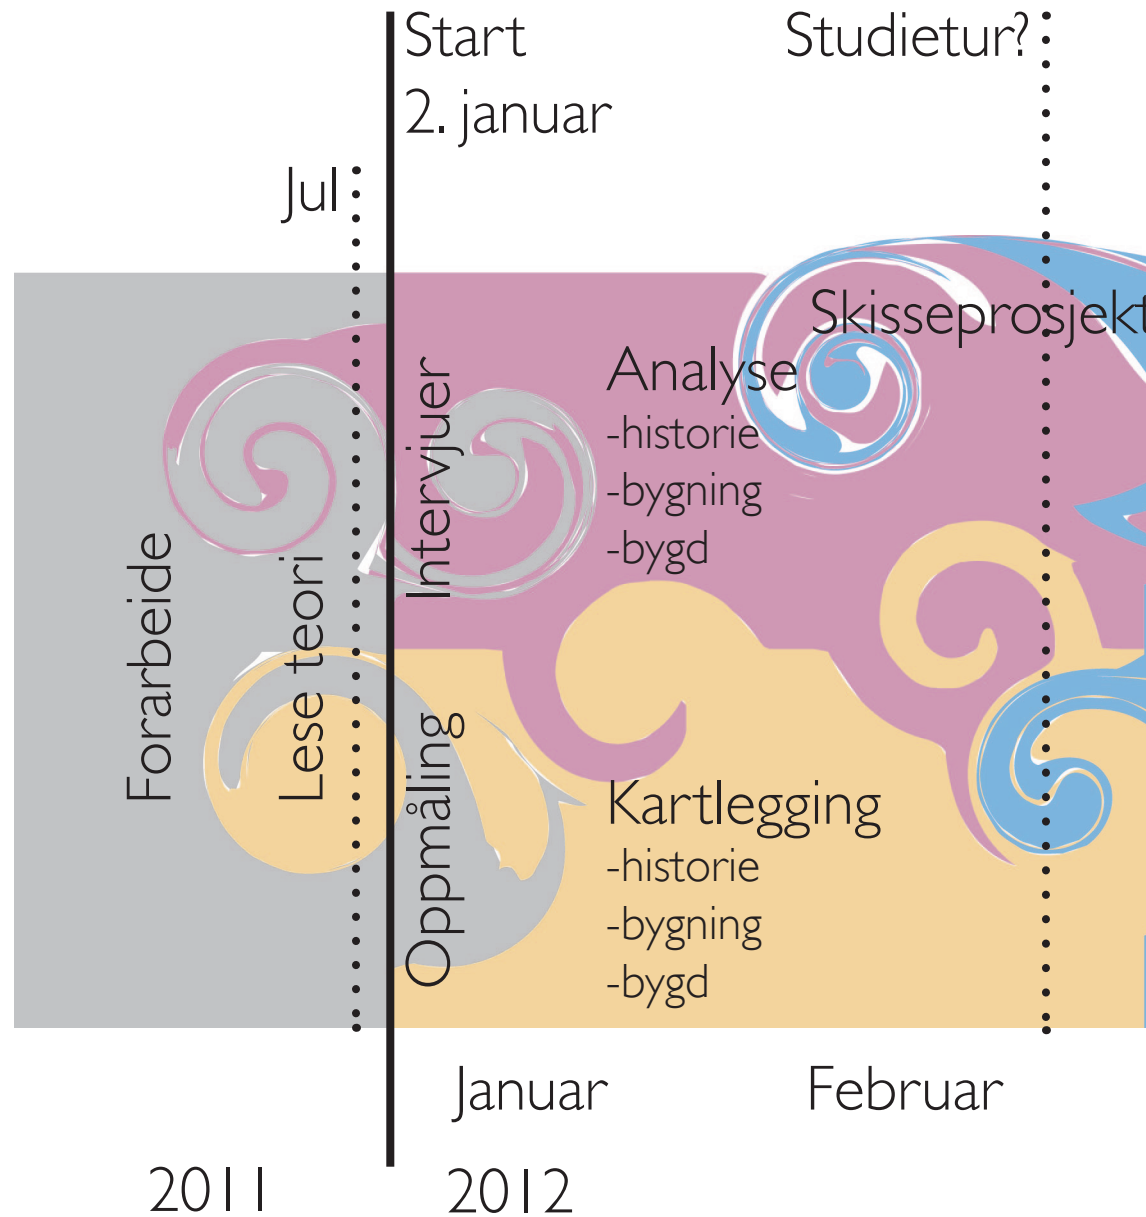 Start
2. januar
Studietur?
Jul
Skisseprosjekt
Analyse
-historie
-bygning
-bygd
Intervjuer
Forarbeide
Lese teori
Oppmåling
Kartlegging
-historie
-bygning
-bygd
Januar
Februar
2011
2012